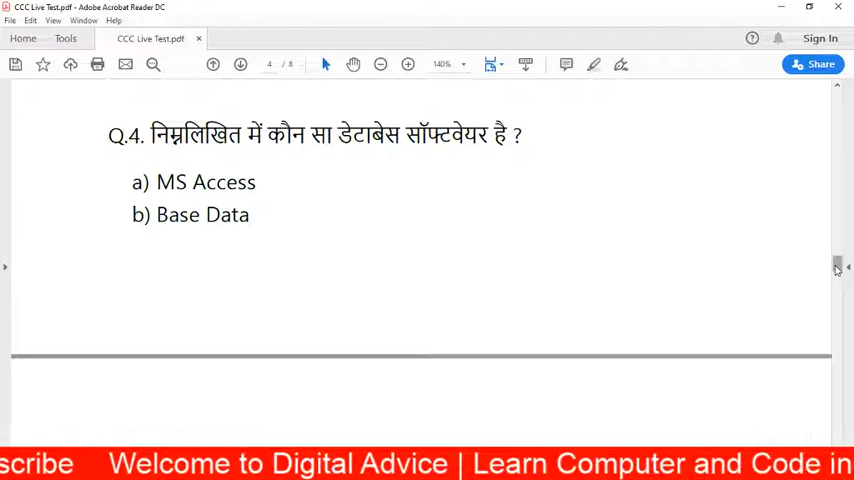 CCC Live Test.pdf - Adobe Acrobat Reader DC
File Edit View Window Help
Home Tools CCC Live Test.pdf × Sign In
4 / 8 140% Share
Q.4. निम्नलिखित में कौन सा डेटाबेस सॉफ्टवेयर है ?
a) MS Access
b) Base Data
scribe Welcome to Digital Advice | Learn Computer and Code in